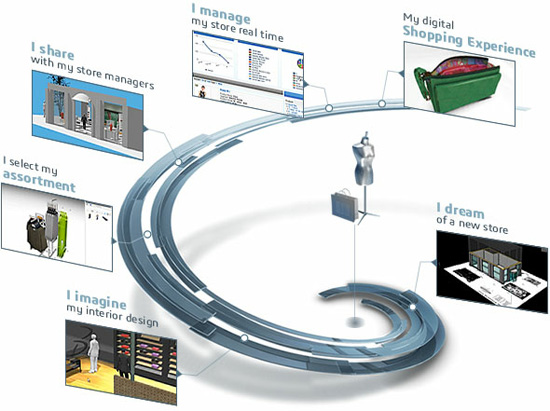 I manage
my store real time
My digital
Shopping Experience
I share
with my store managers
I select my
assortment
I dream
of a new store
I imagine
my interior design